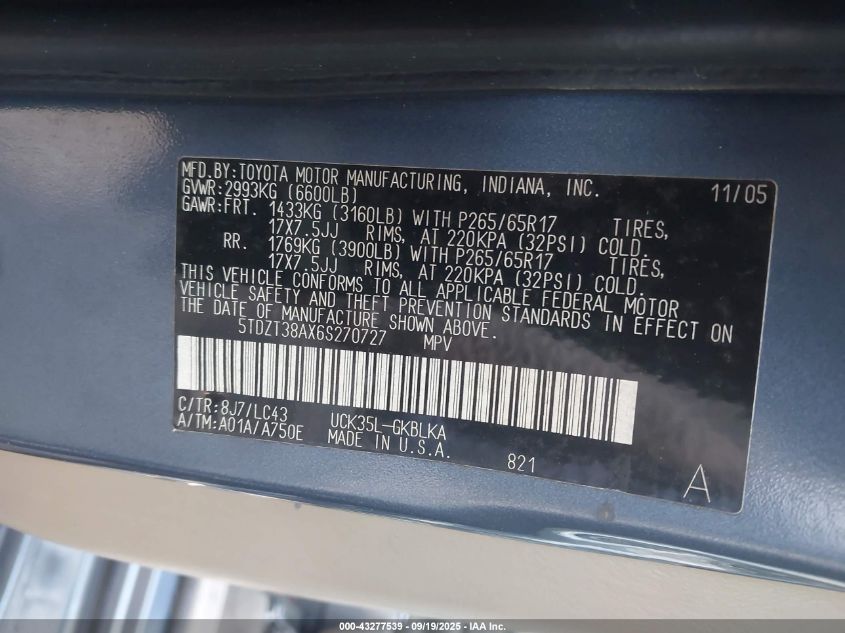 MFD.BY:TOYOTA MOTOR MANUFACTURING, INDIANA, INC. 11/05
GVWR:2993KG (6600LB)
GAWR:FRT. 1433KG (3160LB) WITH P265/65R17 TIRES,
17X7.5JJ RIMS, AT 220KPA (32PSI) COLD.
RR. 1769KG (3900LB) WITH P265/65R17 TIRES,
17X7.5JJ RIMS, AT 220KPA (32PSI) COLD.
THIS VEHICLE CONFORMS TO ALL APPLICABLE FEDERAL MOTOR
VEHICLE SAFETY AND THEFT PREVENTION STANDARDS IN EFFECT ON
THE DATE OF MANUFACTURE SHOWN ABOVE.
5TDZT38AX6S270727 MPV
C/TR:8J7/LC43 UCK35L-GKBLKA
A/TM:A01A/A750E MADE IN U.S.A. 821 A
000-43277539 - 09/19/2025 - IAA Inc.